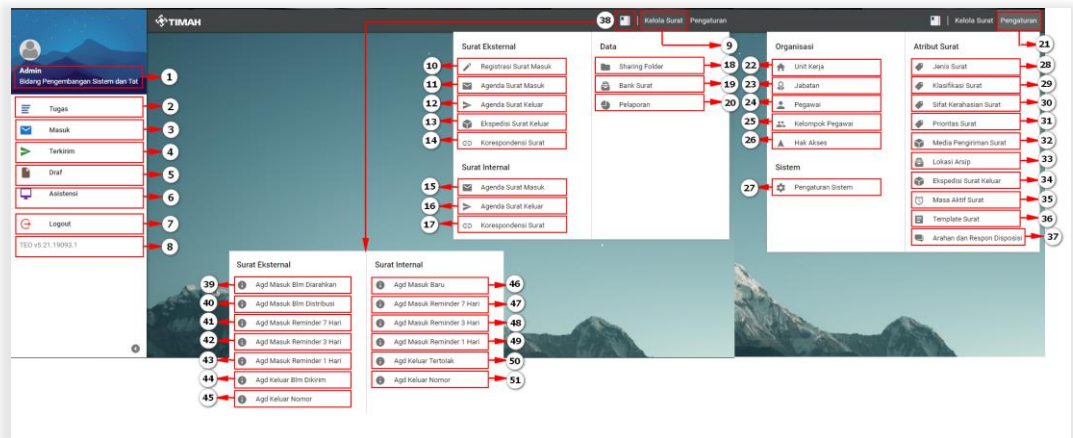 TIMAH
38
Kelola Surat
Pengaturan
Kelola Surat
Pengaturan
Admin
Bidang Pengembangan Sistem dan Tat
1
Tugas
2
Masuk
3
Terkirim
4
Draf
5
Asistensi
6
Logout
7
TEO v5.21.19093.1
8
Surat Eksternal
10
Registrasi Surat Masuk
11
Agenda Surat Masuk
12
Agenda Surat Keluar
13
Ekspedisi Surat Keluar
14
Korespondensi Surat
Surat Internal
15
Agenda Surat Masuk
16
Agenda Surat Keluar
17
Korespondensi Surat
Data
9
Sharing Folder
18
Bank Surat
19
Pelaporan
20
Organisasi
22
Unit Kerja
23
Jabatan
24
Pegawai
25
Kelompok Pegawai
26
Hak Akses
Sistem
27
Pengaturan Sistem
Atribut Surat
21
Jenis Surat
28
Klasifikasi Surat
29
Sifat Kerahasian Surat
30
Prioritas Surat
31
Media Pengiriman Surat
32
Lokasi Arsip
33
Ekspedisi Surat Keluar
34
Masa Aktif Surat
35
Template Surat
36
Arahan dan Respon Disposisi
37
Surat Eksternal
39
Agd Masuk Blm Diarahkan
40
Agd Masuk Blm Distribusi
41
Agd Masuk Reminder 7 Hari
42
Agd Masuk Reminder 3 Hari
43
Agd Masuk Reminder 1 Hari
44
Agd Keluar Blm Dikirim
45
Agd Keluar Nomor
Surat Internal
Agd Masuk Baru
46
Agd Masuk Reminder 7 Hari
47
Agd Masuk Reminder 3 Hari
48
Agd Masuk Reminder 1 Hari
49
Agd Keluar Tertolak
50
Agd Keluar Nomor
51